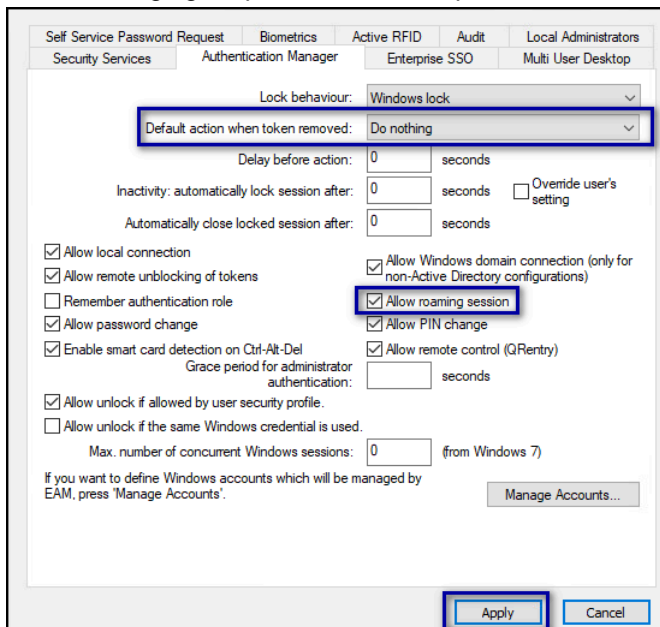 Self Service Password Request Biometrics Active RFID Audit Local Administrators
Security Services Authentication Manager Enterprise SSO Multi User Desktop
Lock behaviour: Windows lock
Default action when token removed: Do nothing
Delay before action: 0 seconds
Inactivity: automatically lock session after: 0 seconds Override user's setting
Automatically close locked session after: 0 seconds
Allow local connection
Allow Windows domain connection (only for
non-Active Directory configurations)
Allow remote unblocking of tokens
Remember authentication role Allow roaming session
Allow password change Allow PIN change
Enable smart card detection on Ctrl-Alt-Del Allow remote control (QRentry)
Grace period for administrator
authentication: seconds
Allow unlock if allowed by user security profile.
Allow unlock if the same Windows credential is used.
Max. number of concurrent Windows sessions: 0 (from Windows 7)
If you want to define Windows accounts which will be managed by
EAM, press 'Manage Accounts'.
Manage Accounts...
Apply Cancel